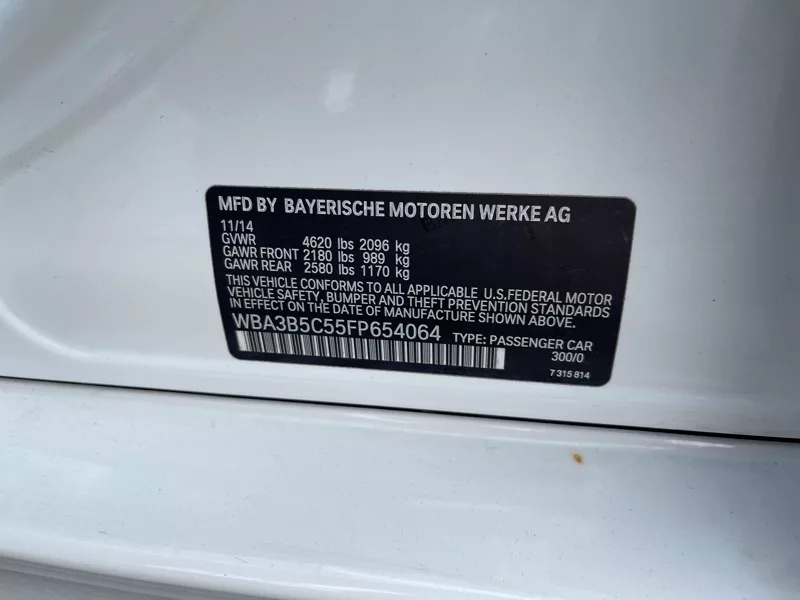 MFD BY BAYERISCHE MOTOREN WERKE AG
11/14
GVWR 4620 lbs 2096 kg
GAWR FRONT 2180 lbs 989 kg
GAWR REAR 2580 lbs 1170 kg
THIS VEHICLE CONFORMS TO ALL APPLICABLE U.S.FEDERAL MOTOR
VEHICLE SAFETY, BUMPER AND THEFT PREVENTION STANDARDS
IN EFFECT ON THE DATE OF MANUFACTURE SHOWN ABOVE.
WBA3B5C55FP654064 TYPE: PASSENGER CAR
300/0
7 315 814